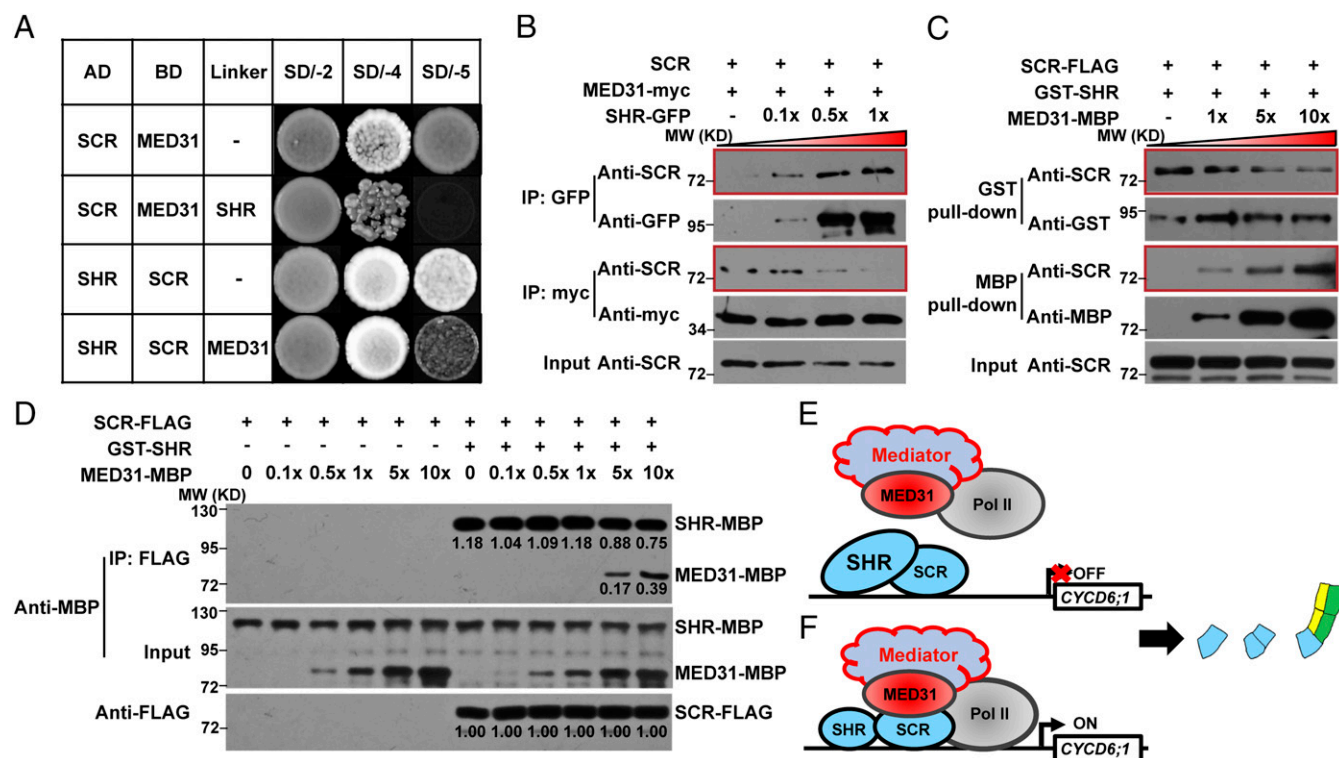 A
AD BD Linker SD/-2 SD/-4 SD/-5
SCR MED31 -
SCR MED31 SHR
SHR SCR -
SHR SCR MED31
B
SCR + + + +
MED31-myc + + + +
SHR-GFP - 0.1x 0.5x 1x
MW (KD)
IP: GFP
Anti-SCR 72
Anti-GFP 95
IP: myc
Anti-SCR 72
Anti-myc 34
Input Anti-SCR 72
C
SCR-FLAG + + + +
GST-SHR + + + +
MED31-MBP - 1x 5x 10x
MW (KD)
GST pull-down
Anti-SCR 72
Anti-GST 95
MBP pull-down
Anti-SCR 72
Anti-MBP 72
Input Anti-SCR 72
D
SCR-FLAG + + + + + + + + + + + +
GST-SHR - - - - - - + + + + + +
MED31-MBP 0 0.1x 0.5x 1x 5x 10x 0 0.1x 0.5x 1x 5x 10x
MW (KD)
Anti-MBP
IP: FLAG
130 SHR-MBP
1.18 1.04 1.09 1.18 0.88 0.75
95
72 MED31-MBP
0.17 0.39
Input
130 SHR-MBP
95
72 MED31-MBP
Anti-FLAG 72 SCR-FLAG
1.00 1.00 1.00 1.00 1.00 1.00
E
Mediator
MED31
Pol II
SHR
SCR
OFF
CYCD6;1
F
Mediator
MED31
Pol II
SHR
SCR
ON
CYCD6;1